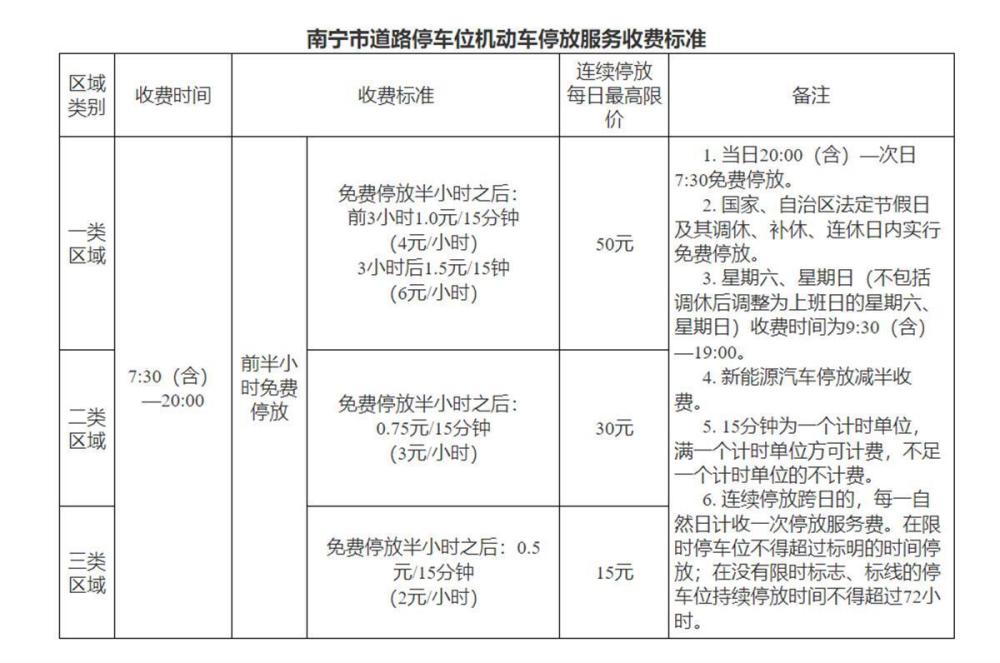 南宁市道路停车位机动车停放服务收费标准
区域
类别
收费时间
收费标准
连续停放
每日最高限
价
备注
一类
区域
7:30（含）
—20:00
前半小
时免费
停放
免费停放半小时之后：
前3小时1.0元/15分钟
(4元/小时)
3小时后1.5元/15钟
(6元/小时)
50元
二类
区域
免费停放半小时之后：
0.75元/15分钟
(3元/小时)
30元
三类
区域
免费停放半小时之后：0.5
元/15分钟
(2元/小时)
15元
1. 当日20:00（含）—次日
7:30免费停放。
2. 国家、自治区法定节假日
及其调休、补休、连休日内实行
免费停放。
3. 星期六、星期日（不包括
调休后调整为上班日的星期六、
星期日）收费时间为9:30（含）
—19:00。
4. 新能源汽车停放减半收
费。
5. 15分钟为一个计时单位，
满一个计时单位方可计费，不足
一个计时单位的不计费。
6. 连续停放跨日的，每一自
然日计收一次停放服务费。在限
时停车位不得超过标明的时间停
放；在没有限时标志、标线的停
车位持续停放时间不得超过72小
时。